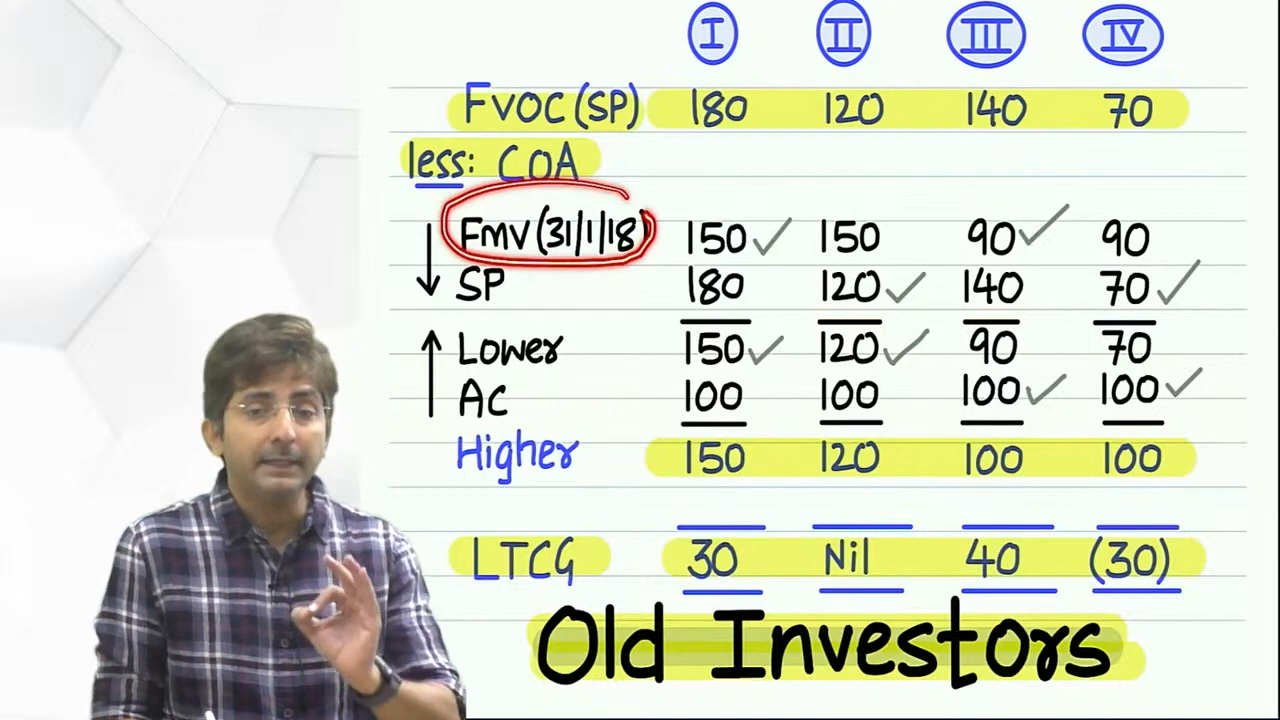 I II III IV
FVOC (SP) 180 120 140 70
less: COA
FMV (31/1/18) 150 150 90 90
SP 180 120 140 70
Lower 150 120 90 70
AC 100 100 100 100
Higher 150 120 100 100
LTCG 30 Nil 40 (30)
Old Investors